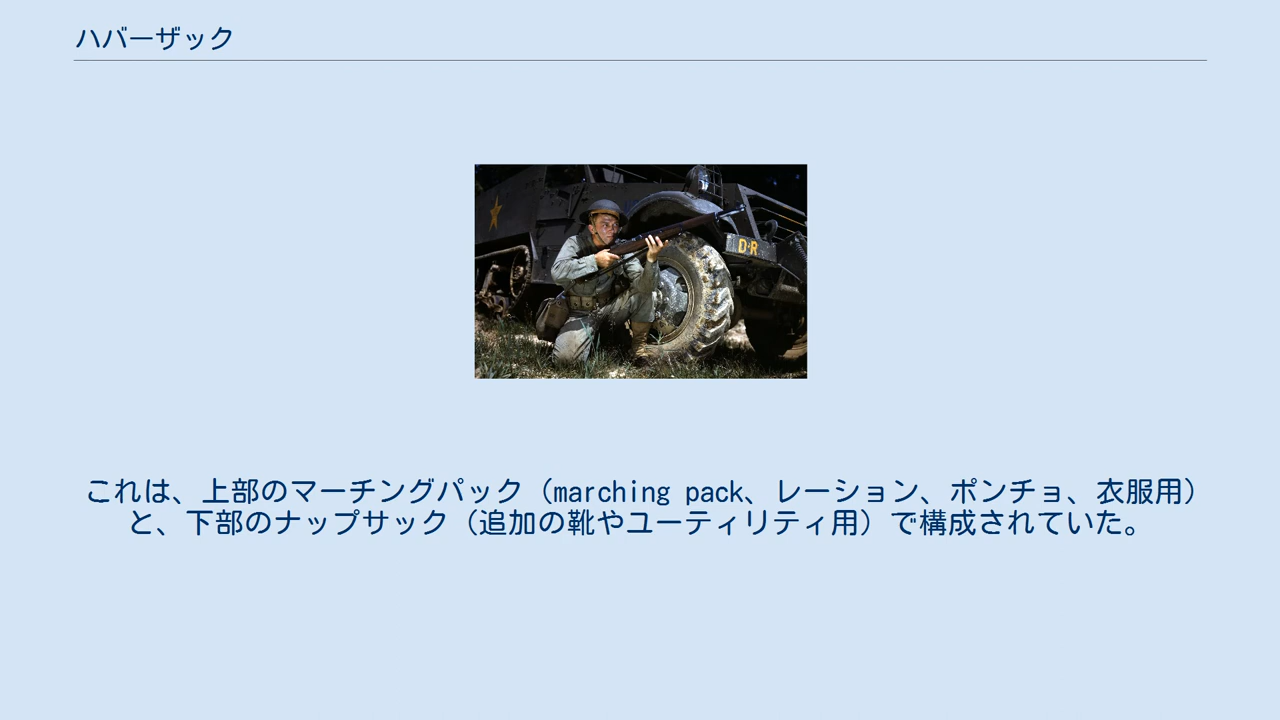 ハバーザック
D·R
これは、上部のマーチングパック（marching pack、レーション、ポンチョ、衣服用）
と、下部のナップサック（追加の靴やユーティリティ用）で構成されていた。